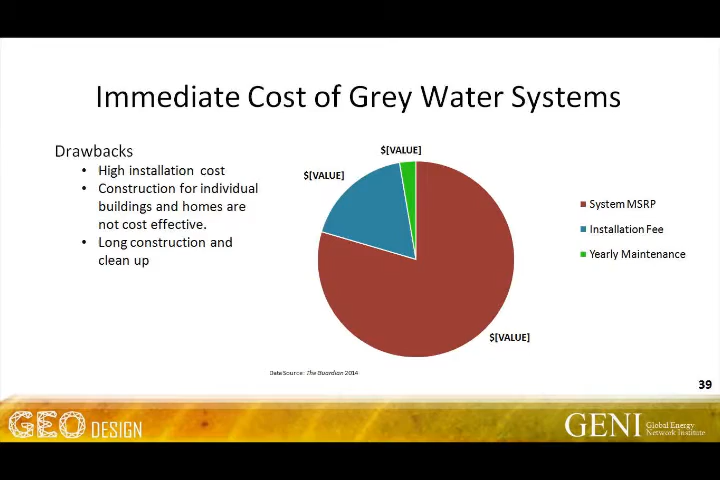 Immediate Cost of Grey Water Systems
Drawbacks
• High installation cost
• Construction for individual
buildings and homes are
not cost effective.
• Long construction and
clean up
$[VALUE]
$[VALUE]
$[VALUE]
System MSRP
Installation Fee
Yearly Maintenance
Data Source: The Guardian 2014
39
GEO DESIGN
GENI Global Energy
Network Institute